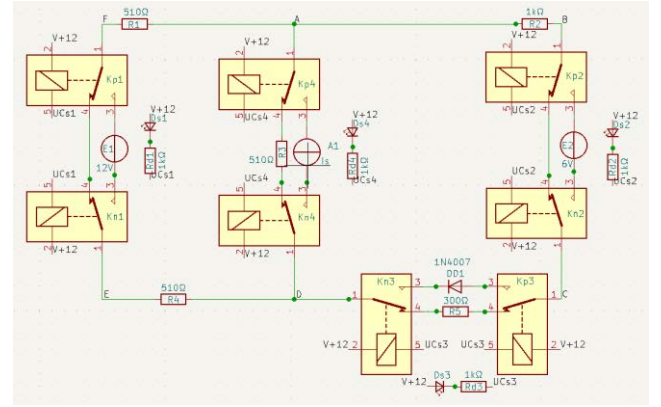 F 510Ω R1 A 1kΩ R2 B
V+12 2 1 Kp1 5 4 3 UCs1
V+12 2 1 Kp4 5 4 3 UCs4
V+12 2 1 Kp2 5 4 3 UCs2
V+12 Ds1 Rd1 1kΩ UCs1
E1 12V
510Ω R3 A1 Is
V+12 Ds4 Rd4 1kΩ UCs4
E2 6V
V+12 Ds2 Rd2 1kΩ UCs2
UCs1 5 4 3 Kn1 2 1 V+12
UCs4 5 4 3 Kn4 2 1 V+12
UCs2 5 4 3 Kn2 2 1 V+12
E 510Ω R4 D
1N4007 DD1
300Ω R5
Kn3 1 3 4 V+12 2 5 UCs3
Kp3 3 4 1 C UCs3 5 2 V+12
V+12 Ds3 1kΩ Rd3 UCs3